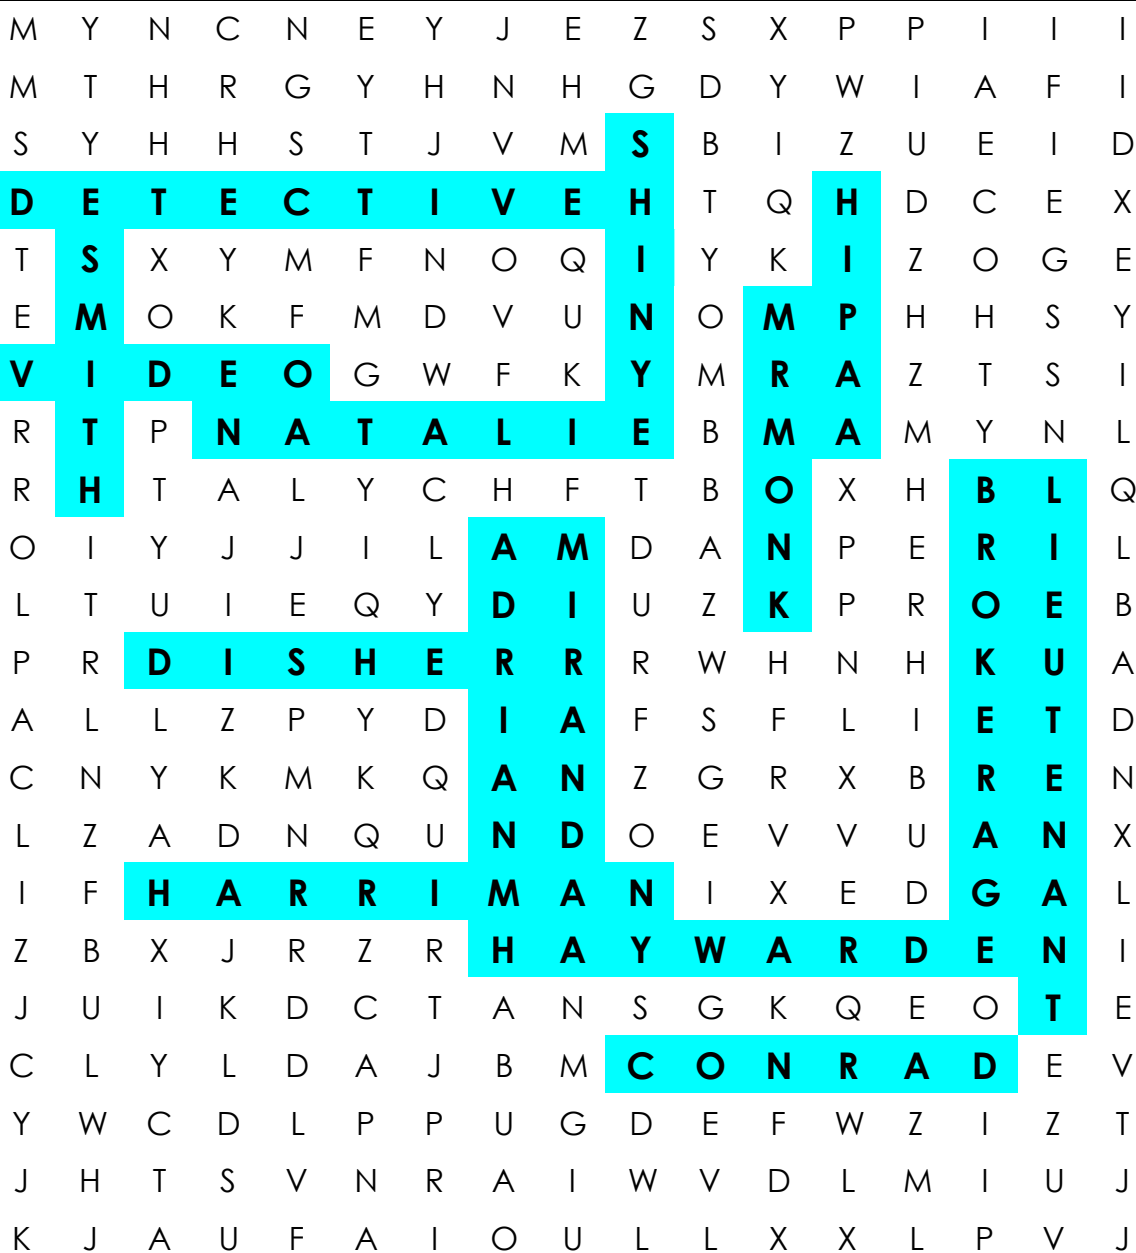 M Y N C N E Y J E Z S X P P I I I
M T H R G Y H N H G D Y W I A F I
S Y H H S T J V M S B I Z U E I D
D E T E C T I V E H T Q H D C E X
T S X Y M F N O Q I Y K I Z O G E
E M O K F M D V U N O M P H H S Y
V I D E O G W F K Y M R A Z T S I
R T P N A T A L I E B M A M Y N L
R H T A L Y C H F T B O X H B L Q
O I Y J J I L A M D A N P E R I L
L T U I E Q Y D I U Z K P R O E B
P R D I S H E R R R W H N H K U A
A L L Z P Y D I A F S F L I E T D
C N Y K M K Q A N Z G R X B R E N
L Z A D N Q U N D O E V V U A N X
I F H A R R I M A N I X E D G A L
Z B X J R Z R H A Y W A R D E N I
J U I K D C T A N S G K Q E O T E
C L Y L D A J B M C O N R A D E V
Y W C D L P P U G D E F W Z I Z T
J H T S V N R A I W V D L M I U J
K J A U F A I O U L L X X L P V J